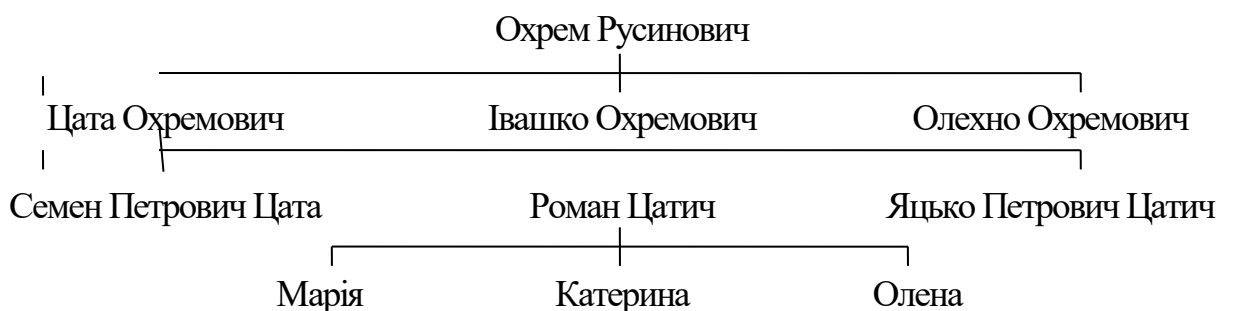 Охрем Русинович
Цата Охремович Івашко Охремович Олехно Охремович
Семен Петрович Цата Роман Цатич Яцько Петрович Цатич
Марія Катерина Олена